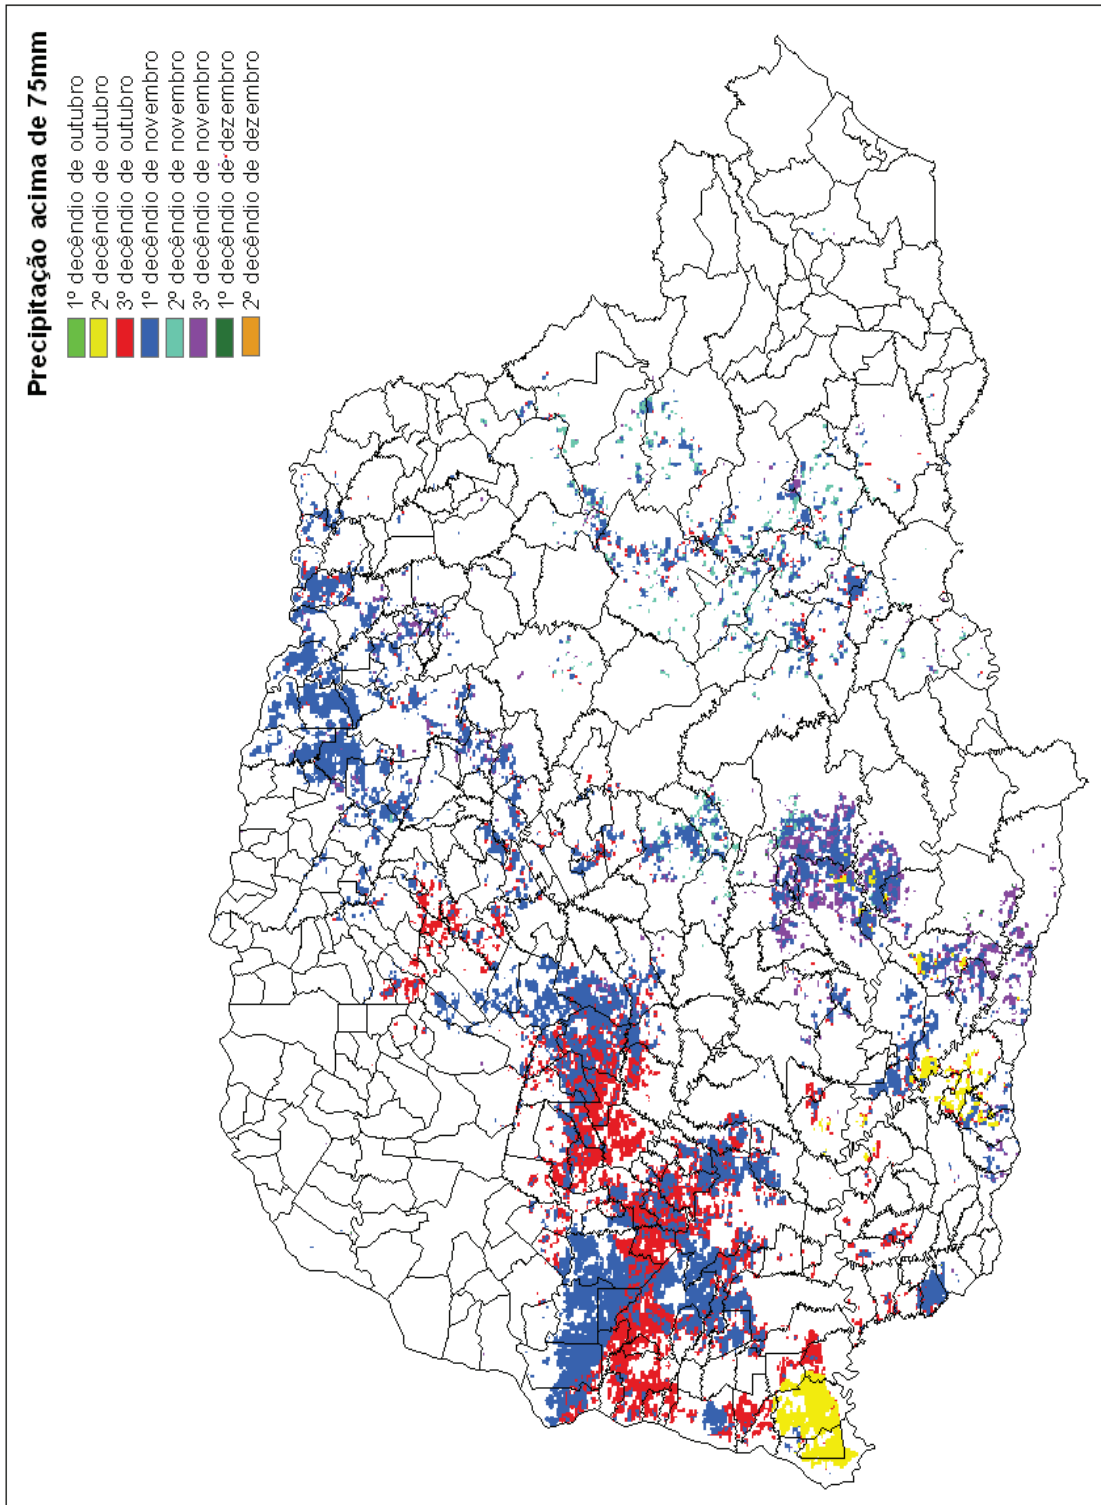 Precipitação acima de 75mm
1º decêndio de outubro
2º decêndio de outubro
3º decêndio de outubro
1º decêndio de novembro
2º decêndio de novembro
3º decêndio de novembro
1º decêndio de dezembro
2º decêndio de dezembro